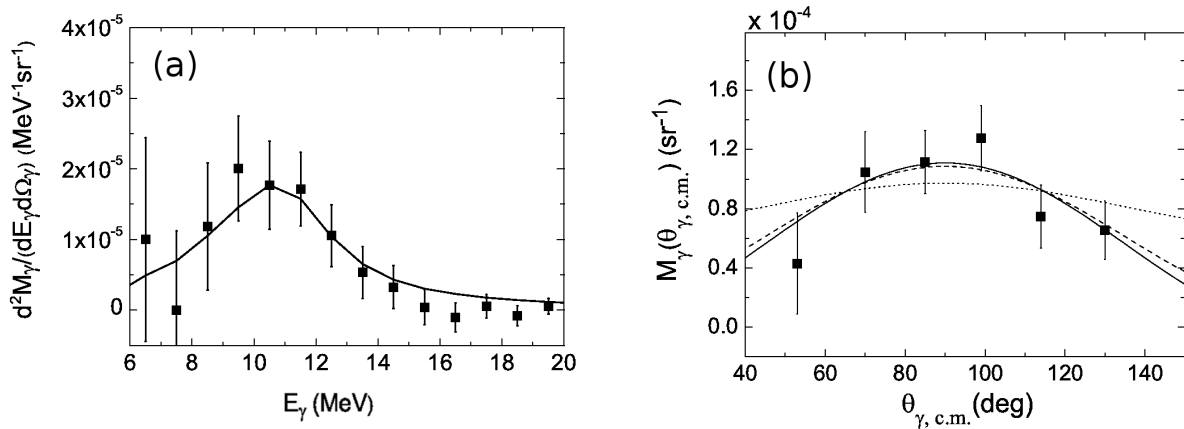 (a)
d²Mγ/(dEγdΩγ) (MeV⁻¹sr⁻¹)
4x10⁻⁵
3x10⁻⁵
2x10⁻⁵
1x10⁻⁵
0
6 8 10 12 14 16 18 20
Eγ (MeV)
(b)
x 10⁻⁴
Mγ(θγ, c.m.) (sr⁻¹)
1.6
1.2
0.8
0.4
0.0
40 60 80 100 120 140
θγ, c.m. (deg)